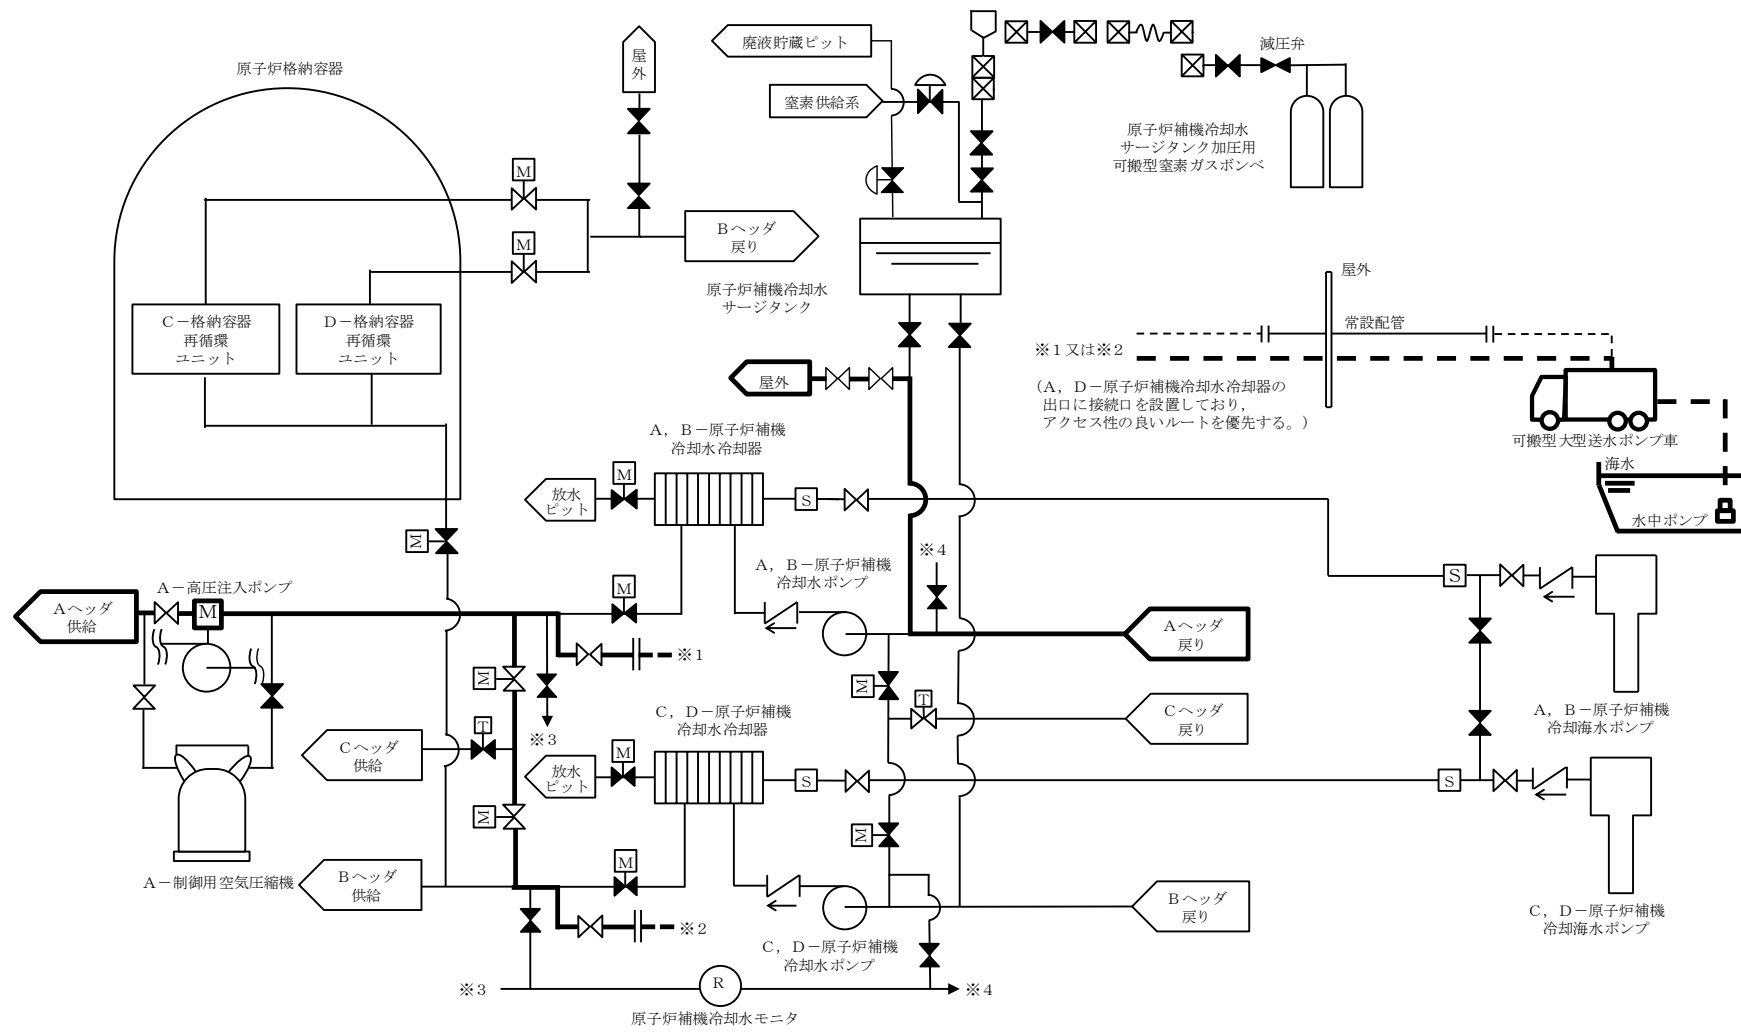 廃液貯蔵ピット
屋
外
減圧弁
原子炉格納容器
窒素供給系
原子炉補機冷却水
サージタンク加圧用
可搬型窒素ガスボンベ
M
M
Bヘッダ
戻り
屋外
原子炉補機冷却水
サージタンク
C－格納容器
再循環
ユニット
D－格納容器
再循環
ユニット
常設配管
※1又は※2
屋外
(A，D－原子炉補機冷却水冷却器の
出口に接続口を設置しており，
アクセス性の良いルートを優先する。)
可搬型大型送水ポンプ車
海水
水中ポンプ
A，B－原子炉補機
冷却水冷却器
放水
ピット
M
S
M
※4
A，B－原子炉補機
冷却水ポンプ
S
A－高圧注入ポンプ
M
Aヘッダ
供給
M
Aヘッダ
戻り
※1
M
M
T
Cヘッダ
戻り
A，B－原子炉補機
冷却海水ポンプ
C，D－原子炉補機
冷却水冷却器
T
※3
Cヘッダ
供給
M
放水
ピット
S
S
M
M
M
A－制御用空気圧縮機
Bヘッダ
供給
Bヘッダ
戻り
C，D－原子炉補機
冷却海水ポンプ
※2
C，D－原子炉補機
冷却水ポンプ
※3
R
※4
原子炉補機冷却水モニタ